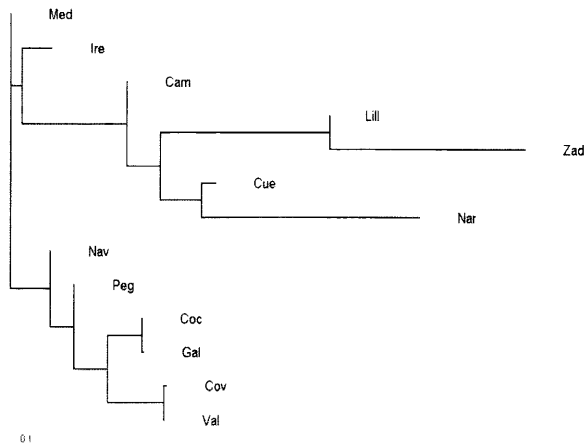 Med
Ire
Cam
Lill
Zad
Cue
Nar
Nav
Peg
Coc
Gal
Cov
Val
0.1